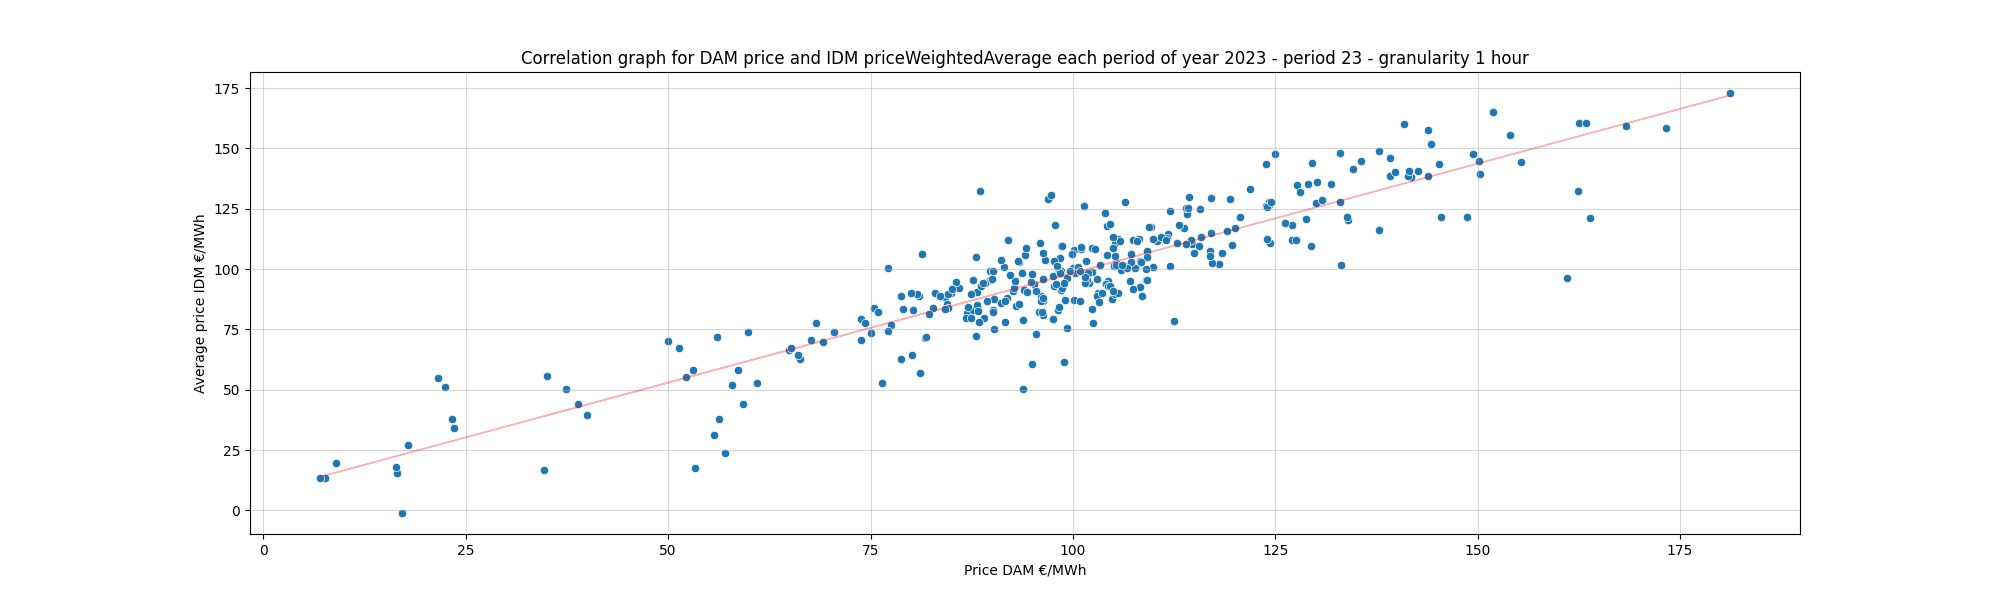 Correlation graph for DAM price and IDM priceWeightedAverage each period of year 2023 - period 23 - granularity 1 hour
Average price IDM €/MWh
175
150
125
100
75
50
25
0
0 25 50 75 100 125 150 175
Price DAM €/MWh